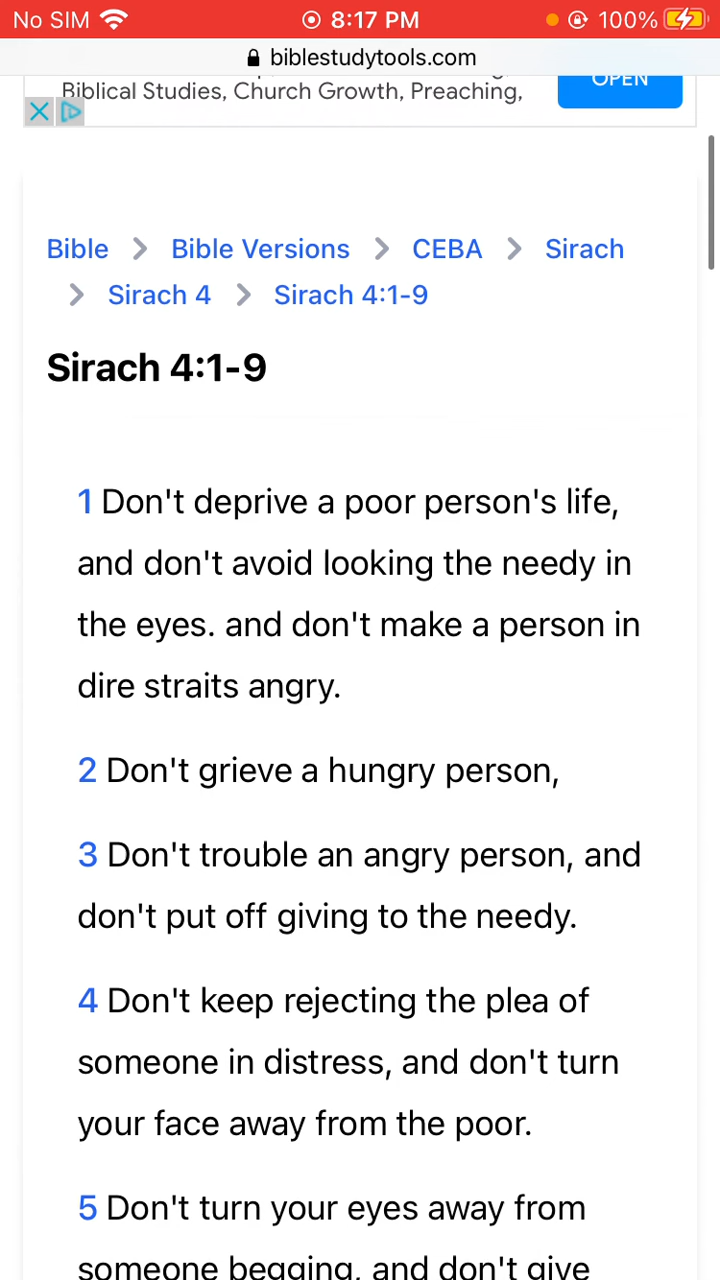 No SIM 8:17 PM 100%
biblestudytools.com
Biblical Studies, Church Growth, Preaching,
OPEN
Bible > Bible Versions > CEBA > Sirach
> Sirach 4 > Sirach 4:1-9
Sirach 4:1-9
1 Don't deprive a poor person's life,
and don't avoid looking the needy in
the eyes. and don't make a person in
dire straits angry.
2 Don't grieve a hungry person,
3 Don't trouble an angry person, and
don't put off giving to the needy.
4 Don't keep rejecting the plea of
someone in distress, and don't turn
your face away from the poor.
5 Don't turn your eyes away from
someone begging, and don't give